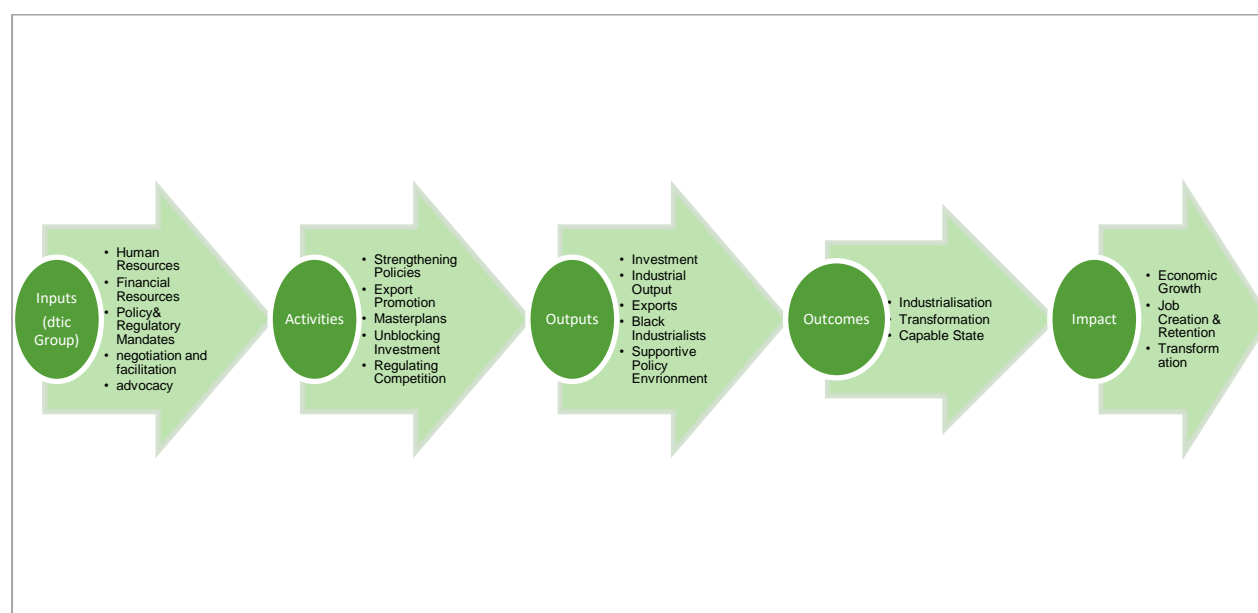 Inputs
(dtic
Group)
• Human
Resources
• Financial
Resources
• Policy&
Regulatory
Mandates
• negotiation and
facilitation
• advocacy
Activities
• Strengthening
Policies
• Export
Promotion
• Masterplans
• Unblocking
Investment
• Regulating
Competition
Outputs
• Investment
• Industrial
Output
• Exports
• Black
Industrialists
• Supportive
Policy
Envrionment
Outcomes
• Industrialisation
• Transformation
• Capable State
Impact
• Economic
Growth
• Job
Creation &
Retention
• Transform
ation